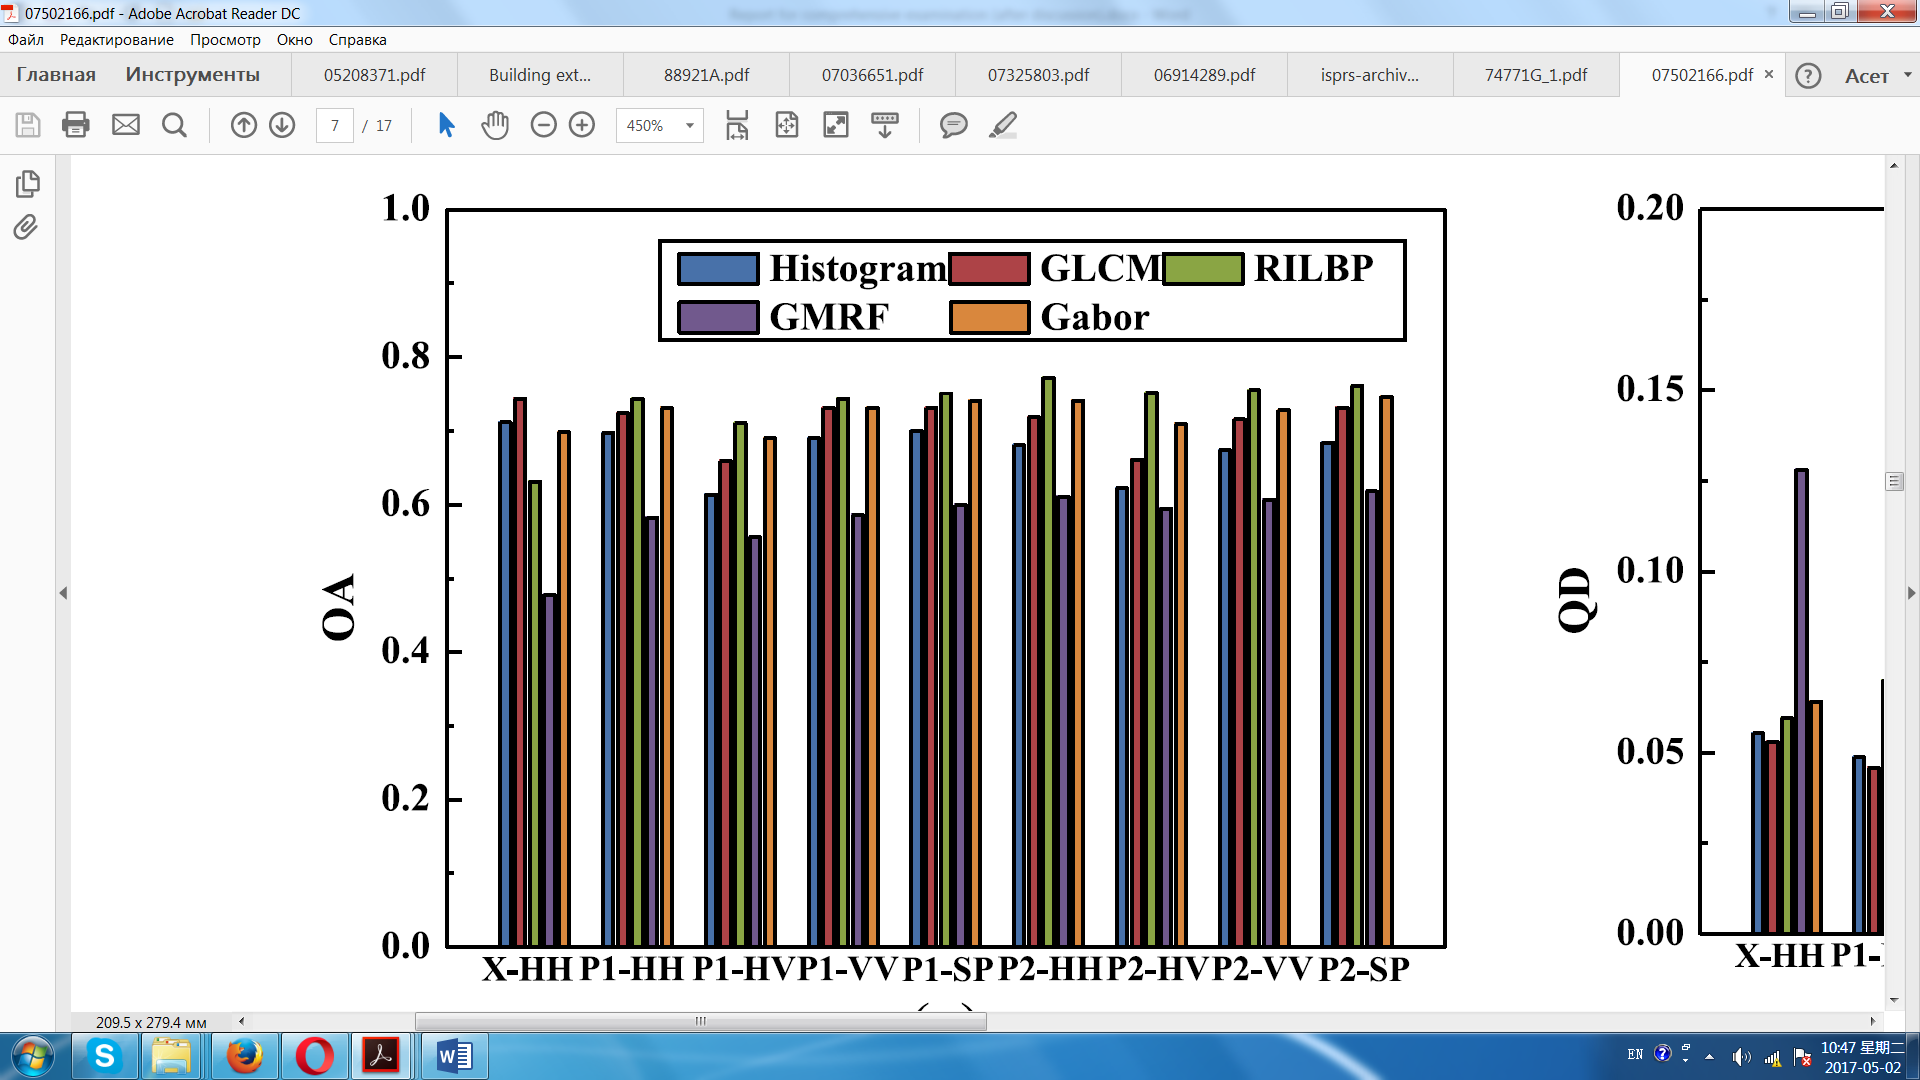 07502166.pdf - Adobe Acrobat Reader DC
Файл Редактирование Просмотр Окно Справка
Главная Инструменты 05208371.pdf Building ext... 88921A.pdf 07036651.pdf 07325803.pdf 06914289.pdf isprs-archiv... 74771G_1.pdf 07502166.pdf × ? Асет
7 / 17 450%
1.0
0.8
0.6
0.4
0.2
0.0
OA
Histogram GLCM RILBP
GMRF Gabor
X-HH P1-HH P1-HV P1-VV P1-SP P2-HH P2-HV P2-VV P2-SP
0.20
0.15
0.10
0.05
0.00
QD
X-HH P1-
209.5 x 279.4 мм
EN
10:47 星期二
2017-05-02